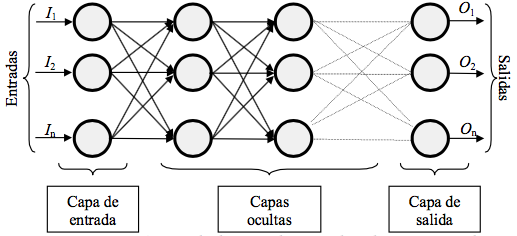 Entradas
I1
I2
In
O1
O2
On
Salidas
Capa de
entrada
Capas
ocultas
Capa de
salida